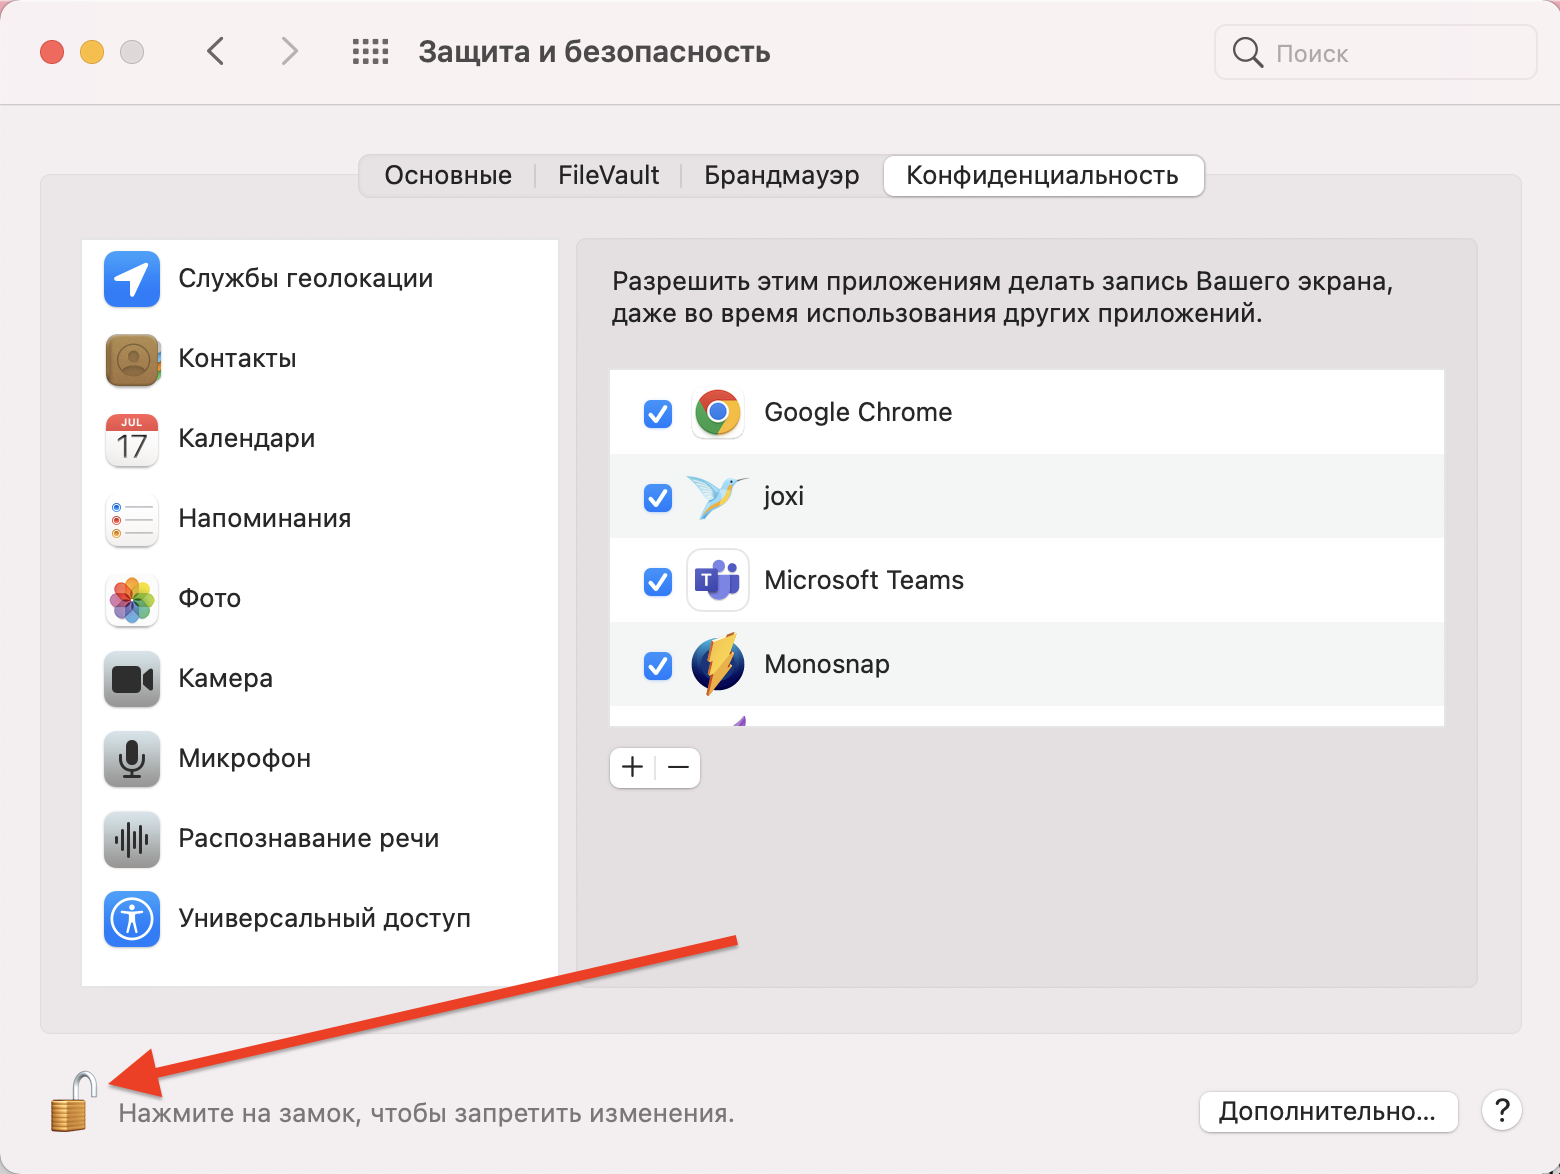 Защита и безопасность
Поиск
Основные
FileVault
Брандмауэр
Конфиденциальность
Службы геолокации
Контакты
JUL
17
Календари
Напоминания
Фото
Камера
Микрофон
Распознавание речи
Универсальный доступ
Разрешить этим приложениям делать запись Вашего экрана,
даже во время использования других приложений.
Google Chrome
joxi
T
Microsoft Teams
Monosnap
Нажмите на замок, чтобы запретить изменения.
Дополнительно...
?